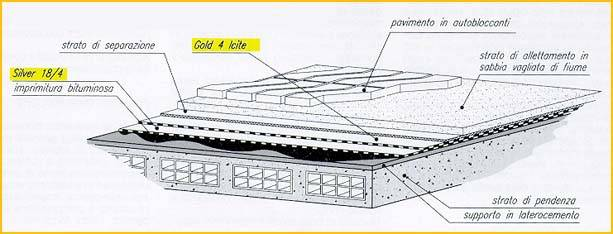 pavimento in autobloccanti
strato di separazione
Gold 4 Icite
strato di allettamento in
sabbia vagliata di fiume
Silver 18/4
imprimitura bituminosa
strato di pendenza
supporto in laterocemento